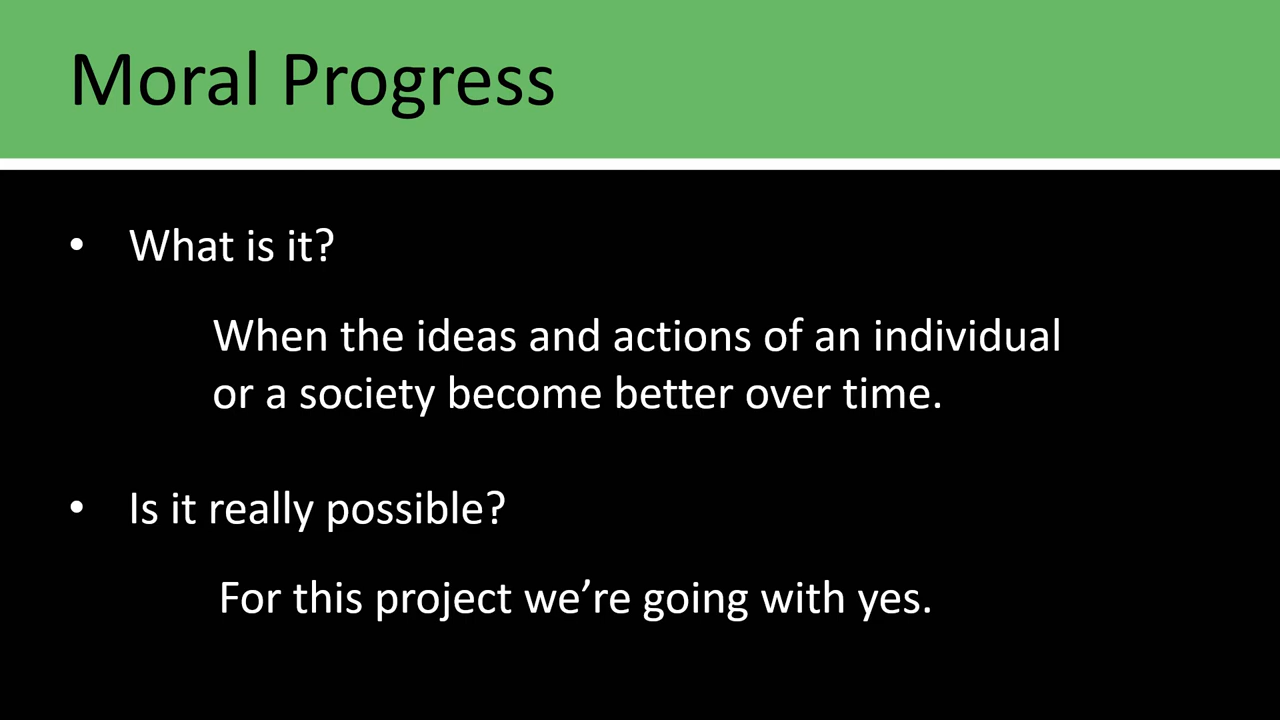 Moral Progress
• What is it?
When the ideas and actions of an individual
or a society become better over time.
• Is it really possible?
For this project we’re going with yes.